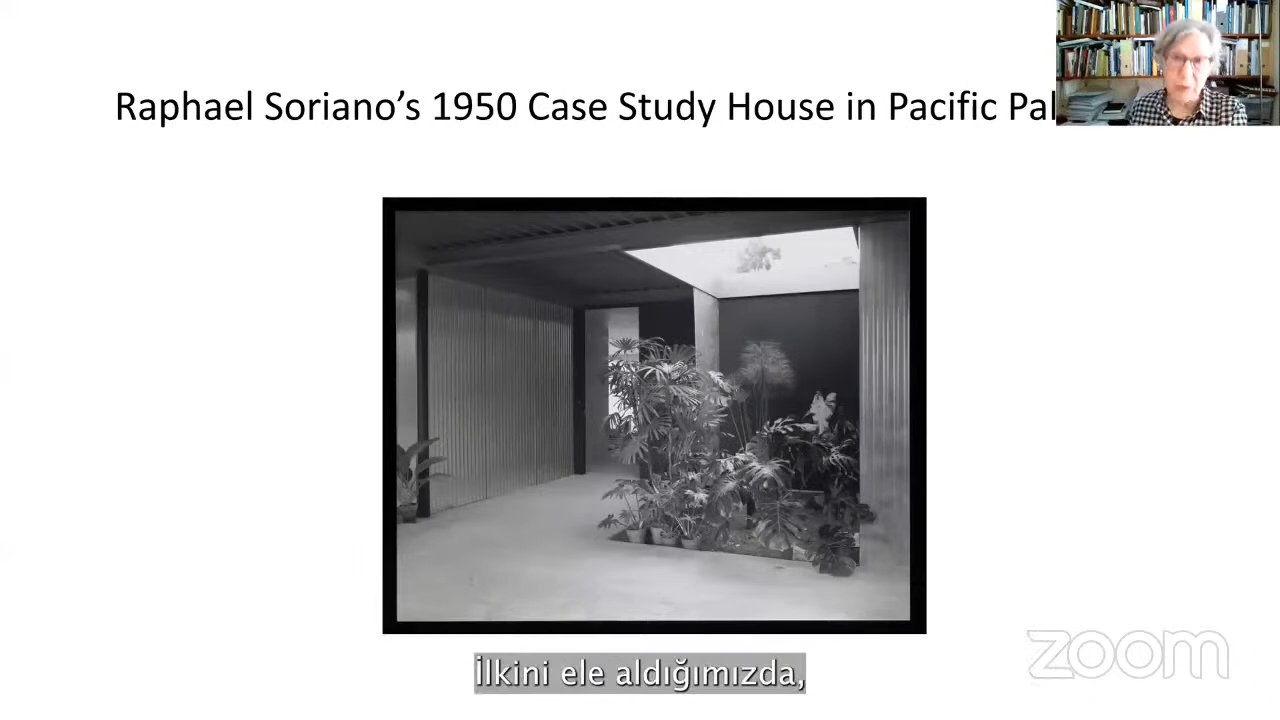 Raphael Soriano’s 1950 Case Study House in Pacific Pal
zoom
İlkini ele aldığımızda,